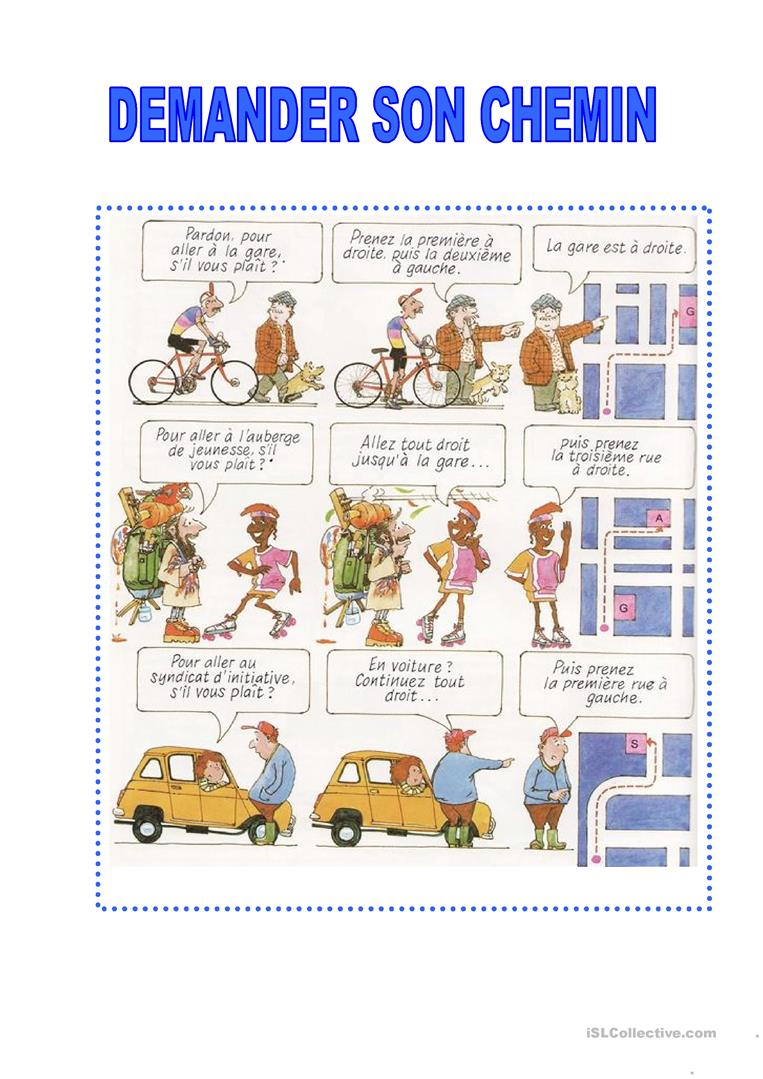 DEMANDER SON CHEMIN
Pardon, pour
aller à la gare,
s'il vous plaît ?*
Prenez la première à
droite, puis la deuxième
à gauche.
La gare est à droite.
G
Pour aller à l'auberge
de jeunesse, s'il
vous plaît ?*
Allez tout droit
jusqu'à la gare...
puis prenez
la troisième rue
à droite.
A
G
Pour aller au
syndicat d'initiative,
s'il vous plaît ?
En voiture ?
Continuez tout
droit...
Puis prenez
la première rue à
gauche.
S
iSLCollective.com